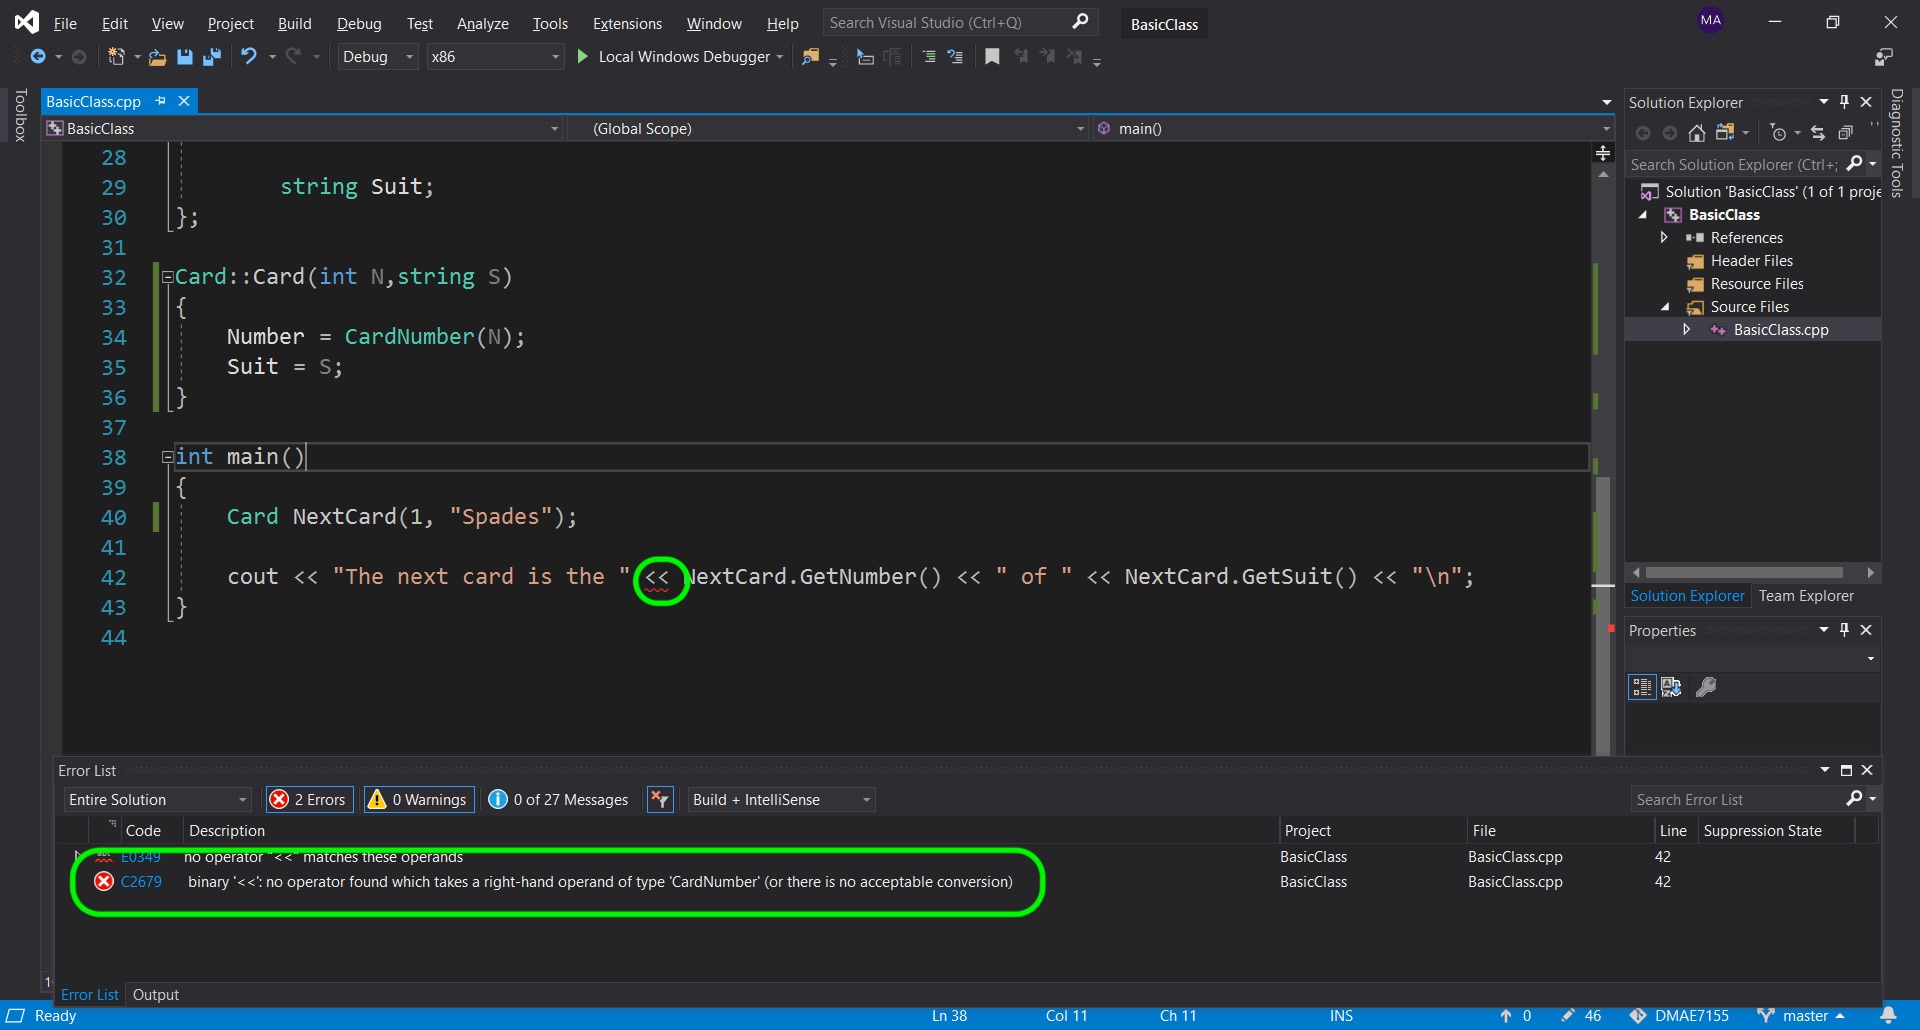 File Edit View Project Build Debug Test Analyze Tools Extensions Window Help Search Visual Studio (Ctrl+Q) BasicClass MA
Debug x86 Local Windows Debugger
Toolbox
BasicClass.cpp
BasicClass (Global Scope) main()
28
29 string Suit;
30 };
31
32 Card::Card(int N,string S)
33 {
34 Number = CardNumber(N);
35 Suit = S;
36 }
37
38 int main()
39 {
40 Card NextCard(1, "Spades");
41
42 cout << "The next card is the " << NextCard.GetNumber() << " of " << NextCard.GetSuit() << "\n";
43 }
44
Solution Explorer
Search Solution Explorer (Ctrl+;
Solution 'BasicClass' (1 of 1 proje
BasicClass
References
Header Files
Resource Files
Source Files
BasicClass.cpp
Solution Explorer Team Explorer
Properties
Diagnostic Tools
Error List
Entire Solution 2 Errors 0 Warnings 0 of 27 Messages Build + IntelliSense Search Error List
Code Description Project File Line Suppression State
E0349 no operator "<<" matches these operands BasicClass BasicClass.cpp 42
C2679 binary '<<': no operator found which takes a right-hand operand of type 'CardNumber' (or there is no acceptable conversion) BasicClass BasicClass.cpp 42
Error List Output
Ready Ln 38 Col 11 Ch 11 INS 0 46 DMAE7155 master